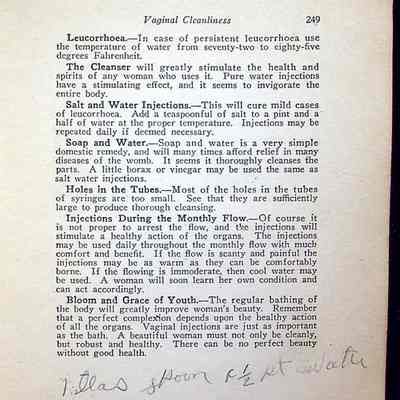 Vaginal Cleanliness 249
Leucorrhoea.—In case of persistent leucorrhoea use
the temperature of water from seventy-two to eighty-five
degrees Fahrenheit.
The Cleanser will greatly stimulate the health and
spirits of any woman who uses it. Pure water injections
have a stimulating effect, and it seems to invigorate the
entire body.
Salt and Water Injections.—This will cure mild cases
of leucorrhoea. Add a teaspoonful of salt to a pint and a
half of water at the proper temperature. Injections may be
repeated daily if deemed necessary.
Soap and Water.—Soap and water is a very simple
domestic remedy, and will many times afford relief in many
diseases of the womb. It seems it thoroughly cleanses the
parts. A little borax or vinegar may be used the same as
salt water injections.
Holes in the Tubes.—Most of the holes in the tubes
of syringes are too small. See that they are sufficiently
large to produce thorough cleansing.
Injections During the Monthly Flow.—Of course it
is not proper to arrest the flow, and the injections will
stimulate a healthy action of the organs. The injections
may be used daily throughout the monthly flow with much
comfort and benefit. If the flow is scanty and painful the
injections may be as warm as they can be comfortably
borne. If the flowing is immoderate, then cool water may
be used. A woman will soon learn her own condition and
can act accordingly.
Bloom and Grace of Youth.—The regular bathing of
the body will greatly improve woman's beauty. Remember
that a perfect complexion depends upon the healthy action
of all the organs. Vaginal injections are just as important
as the bath. A beautiful woman must not only be cleanly,
but robust and healthy. There can be no perfect beauty
without good health.
spoon 1/2 water